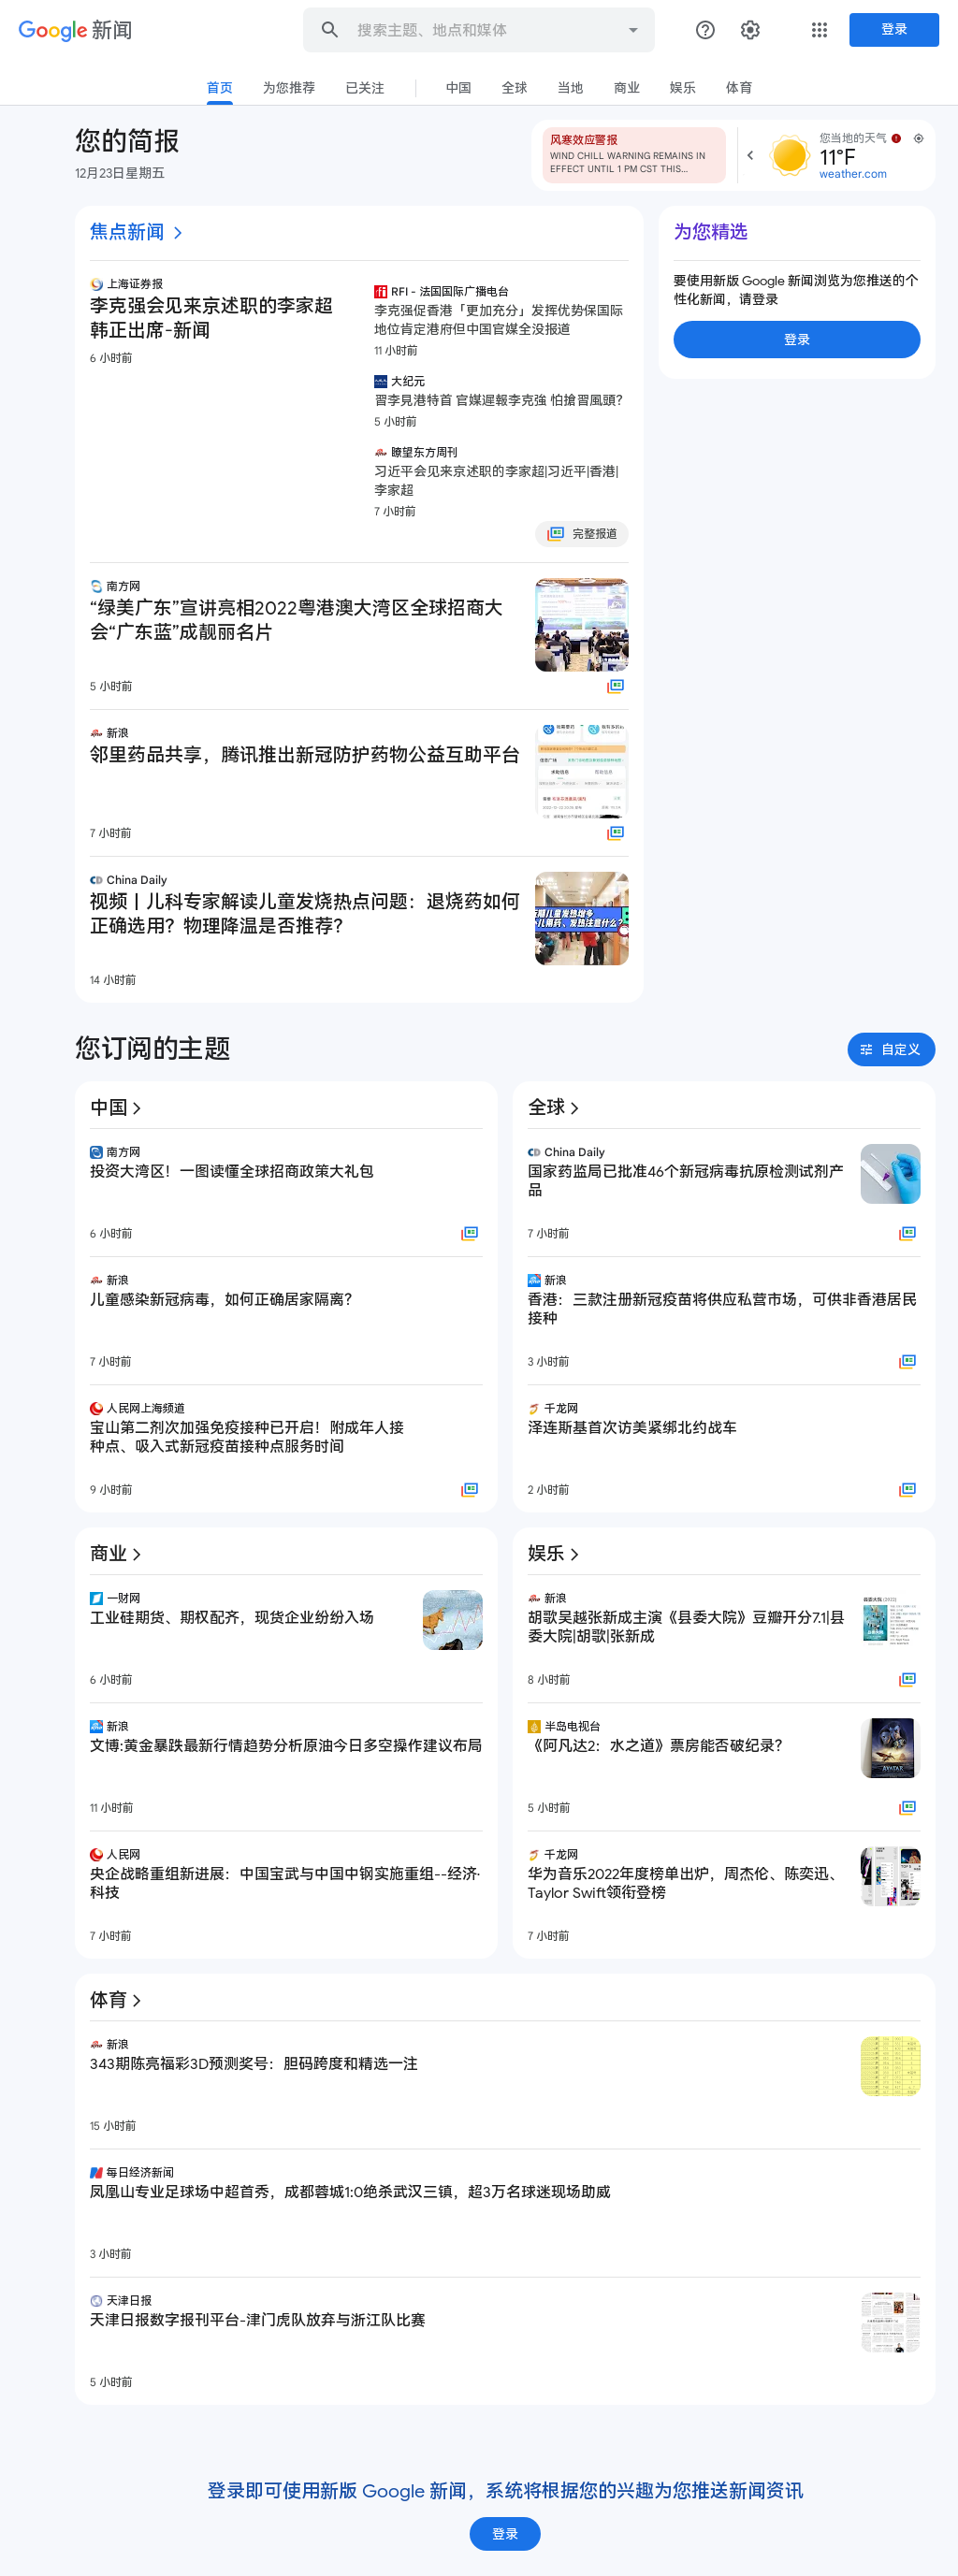 Google 新闻
搜索主题、地点和媒体
登录
首页
为您推荐
已关注
中国
全球
当地
商业
娱乐
体育
您的简报
12月23日星期五
风寒效应警报
WIND CHILL WARNING REMAINS IN
EFFECT UNTIL 1 PM CST THIS...
您当地的天气
11°F
weather.com
焦点新闻
上海证券报
李克强会见来京述职的李家超
韩正出席-新闻
6 小时前
RFI - 法国国际广播电台
李克强促香港「更加充分」发挥优势保国际
地位肯定港府但中国官媒全没报道
11 小时前
大纪元
習李見港特首 官媒遲報李克強 怕搶習風頭?
5 小时前
瞭望东方周刊
习近平会见来京述职的李家超|习近平|香港|
李家超
7 小时前
完整报道
南方网
“绿美广东”宣讲亮相2022粤港澳大湾区全球招商大
会“广东蓝”成靓丽名片
5 小时前
新浪
邻里药品共享，腾讯推出新冠防护药物公益互助平台
7 小时前
China Daily
视频丨儿科专家解读儿童发烧热点问题：退烧药如何
正确选用？物理降温是否推荐？
14 小时前
为您精选
要使用新版 Google 新闻浏览为您推送的个
性化新闻，请登录
登录
您订阅的主题
自定义
中国
南方网
投资大湾区！一图读懂全球招商政策大礼包
6 小时前
新浪
儿童感染新冠病毒，如何正确居家隔离？
7 小时前
人民网上海频道
宝山第二剂次加强免疫接种已开启！附成年人接
种点、吸入式新冠疫苗接种点服务时间
9 小时前
全球
China Daily
国家药监局已批准46个新冠病毒抗原检测试剂产
品
7 小时前
新浪
香港：三款注册新冠疫苗将供应私营市场，可供非香港居民
接种
3 小时前
千龙网
泽连斯基首次访美紧绑北约战车
2 小时前
商业
一财网
工业硅期货、期权配齐，现货企业纷纷入场
6 小时前
新浪
文博:黄金暴跌最新行情趋势分析原油今日多空操作建议布局
11 小时前
人民网
央企战略重组新进展：中国宝武与中国中钢实施重组--经济·
科技
7 小时前
娱乐
新浪
胡歌吴越张新成主演《县委大院》豆瓣开分7.1|县
委大院|胡歌|张新成
8 小时前
半岛电视台
《阿凡达2：水之道》票房能否破纪录？
AVATAR
5 小时前
千龙网
华为音乐2022年度榜单出炉，周杰伦、陈奕迅、
Taylor Swift领衔登榜
7 小时前
体育
新浪
343期陈亮福彩3D预测奖号：胆码跨度和精选一注
15 小时前
每日经济新闻
凤凰山专业足球场中超首秀，成都蓉城1:0绝杀武汉三镇，超3万名球迷现场助威
3 小时前
天津日报
天津日报数字报刊平台-津门虎队放弃与浙江队比赛
5 小时前
登录即可使用新版 Google 新闻，系统将根据您的兴趣为您推送新闻资讯
登录